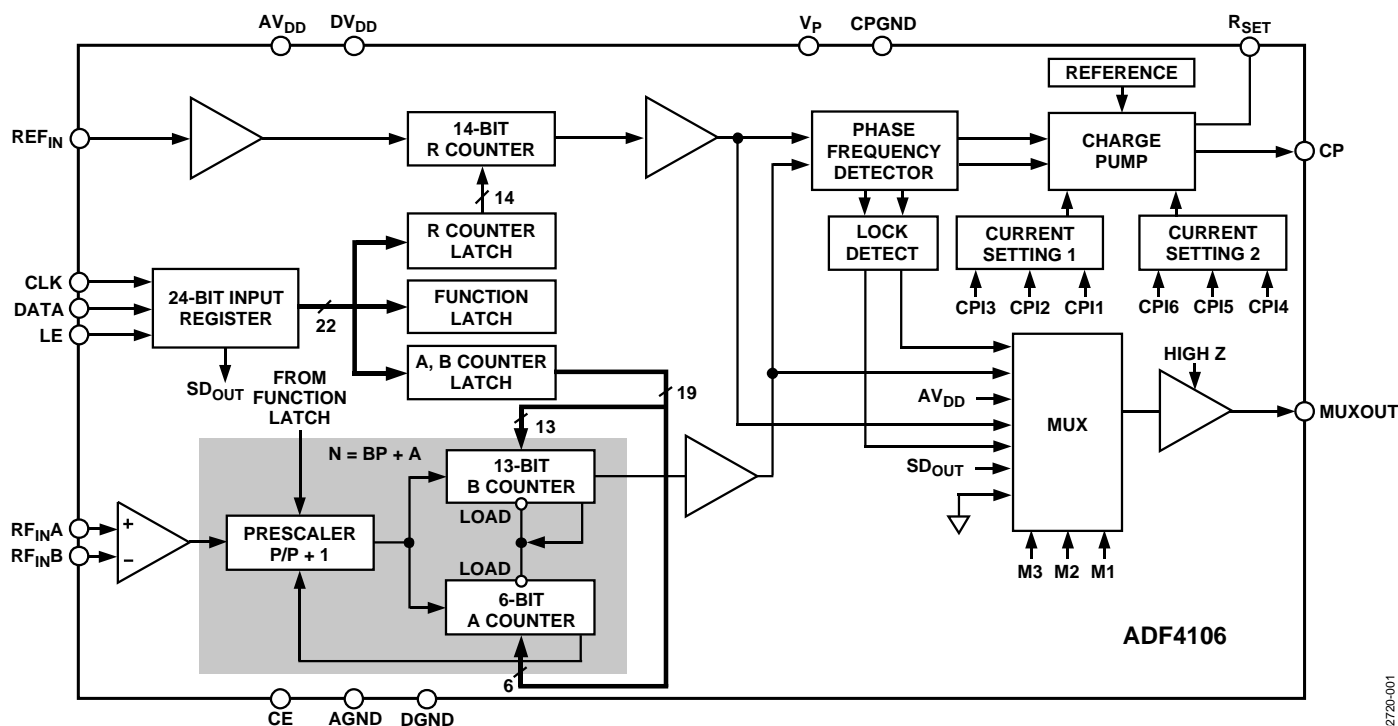 AVDD
DVDD
VP
CPGND
RSET
REFERENCE
REFIN
14-BIT
R COUNTER
PHASE
FREQUENCY
DETECTOR
CHARGE
PUMP
CP
14
R COUNTER
LATCH
LOCK
DETECT
CURRENT
SETTING 1
CURRENT
SETTING 2
CLK
DATA
LE
24-BIT INPUT
REGISTER
22
FUNCTION
LATCH
CPI3
CPI2
CPI1
CPI6
CPI5
CPI4
A, B COUNTER
LATCH
SDOUT
FROM
FUNCTION
LATCH
19
13
HIGH Z
AVDD
MUX
MUXOUT
N = BP + A
13-BIT
B COUNTER
SDOUT
RFINA
RFINB
+
–
PRESCALER
P/P + 1
LOAD
LOAD
6-BIT
A COUNTER
M3
M2
M1
6
ADF4106
CE
AGND
DGND
2720-001